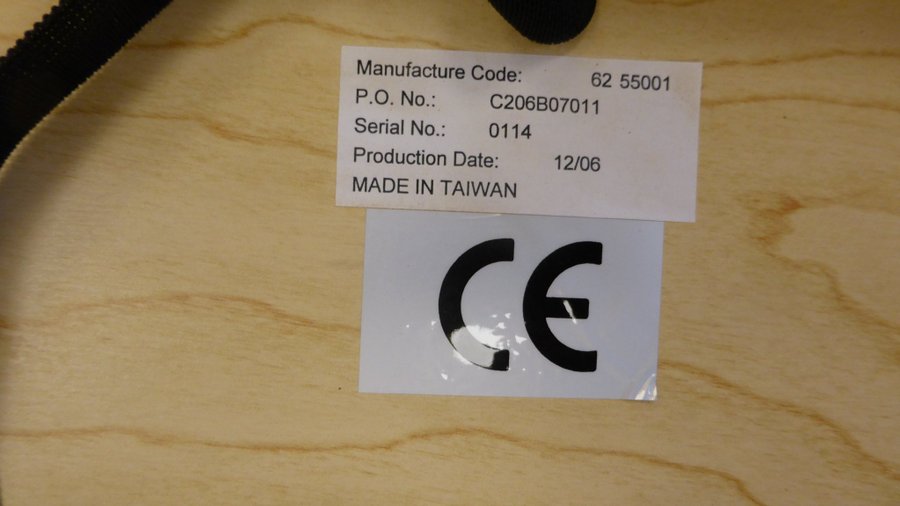 Manufacture Code: 62 55001
P.O. No.: C206B07011
Serial No.: 0114
Production Date: 12/06
MADE IN TAIWAN
CE